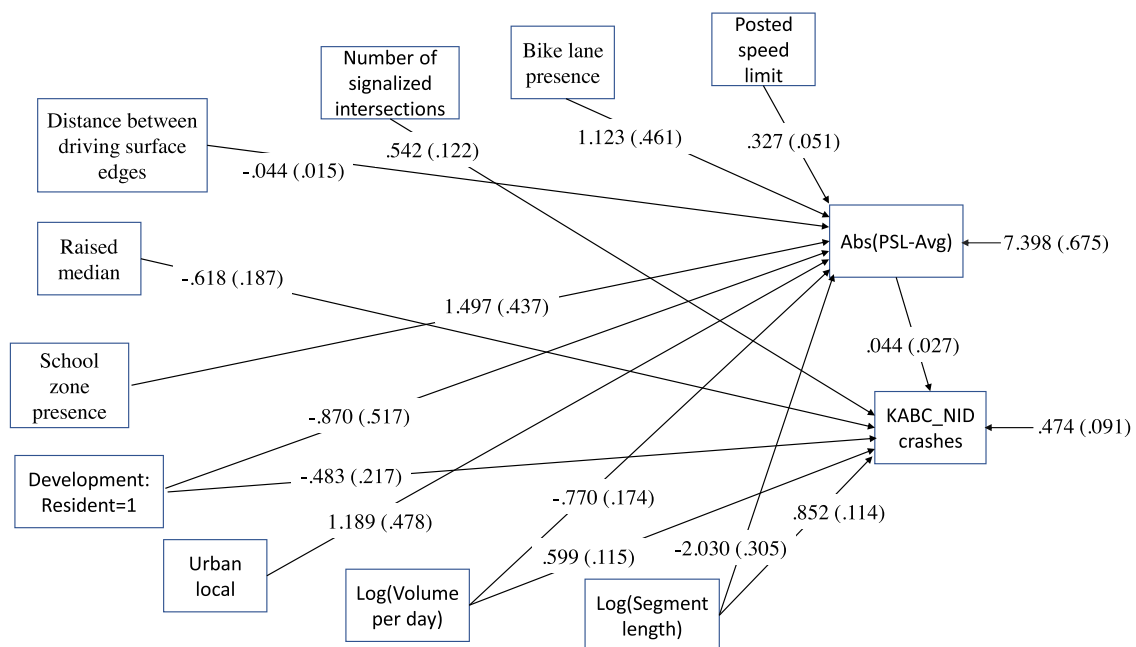 Posted
speed
limit
Bike lane
presence
Number of
signalized
intersections
Distance between
driving surface
edges
1.123 (.461)
.327 (.051)
.542 (.122)
-.044 (.015)
Raised
median
Abs(PSL-Avg)
7.398 (.675)
-.618 (.187)
1.497 (.437)
School
zone
presence
.044 (.027)
-.870 (.517)
KABC_NID
crashes
.474 (.091)
Development:
Resident=1
-.483 (.217)
-.770 (.174)
.852 (.114)
1.189 (.478)
-2.030 (.305)
.599 (.115)
Urban
local
Log(Volume
per day)
Log(Segment
length)